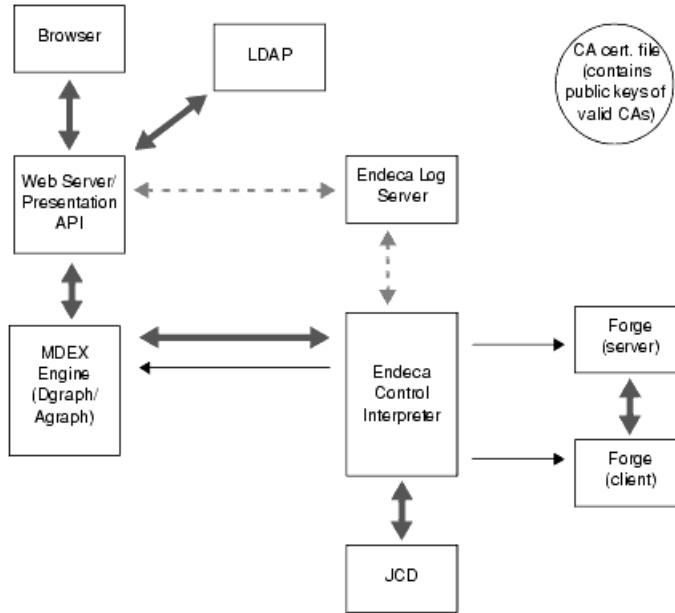 Browser
LDAP
CA cert. file
(contains
public keys of
valid CAs)
Web Server/
Presentation
API
Endeca Log
Server
MDEX
Engine
(Dgraph/
Agraph)
Endeca
Control
Interpreter
Forge
(server)
Forge
(client)
JCD